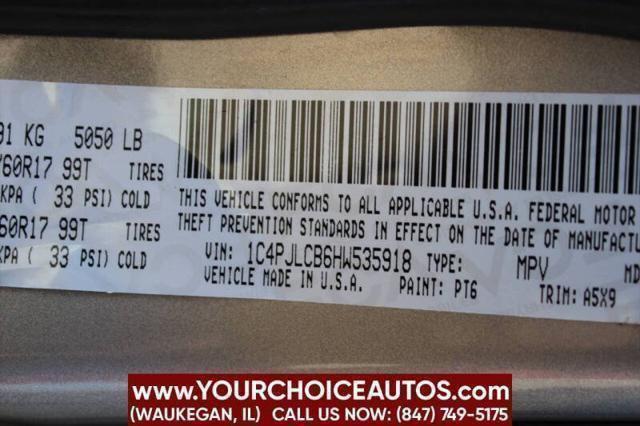 91 KG 5050 LB
/60R17 99T TIRES
KPA ( 33 PSI) COLD
60R17 99T TIRES
KPA ( 33 PSI) COLD
THIS VEHICLE CONFORMS TO ALL APPLICABLE U.S.A. FEDERAL MOTOR
THEFT PREVENTION STANDARDS IN EFFECT ON THE DATE OF MANUFA
VIN: 1C4PJLCB6HW535918 TYPE: MPV
VEHICLE MADE IN U.S.A. PAINT: PT6 TRIM: A5X9
WWW.YOURCHOICEAUTOS.COM
(WAUKEGAN, IL) CALL US NOW: (847) 749-5175